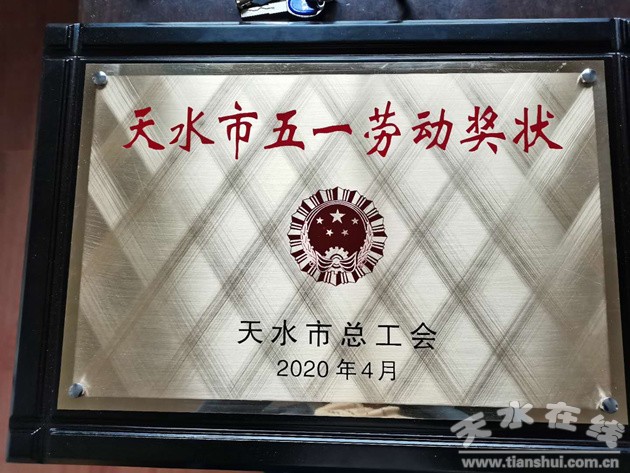 天水市五一劳动奖状
天水市总工会
2020年4月
天水在线
www.tianshui.com.cn